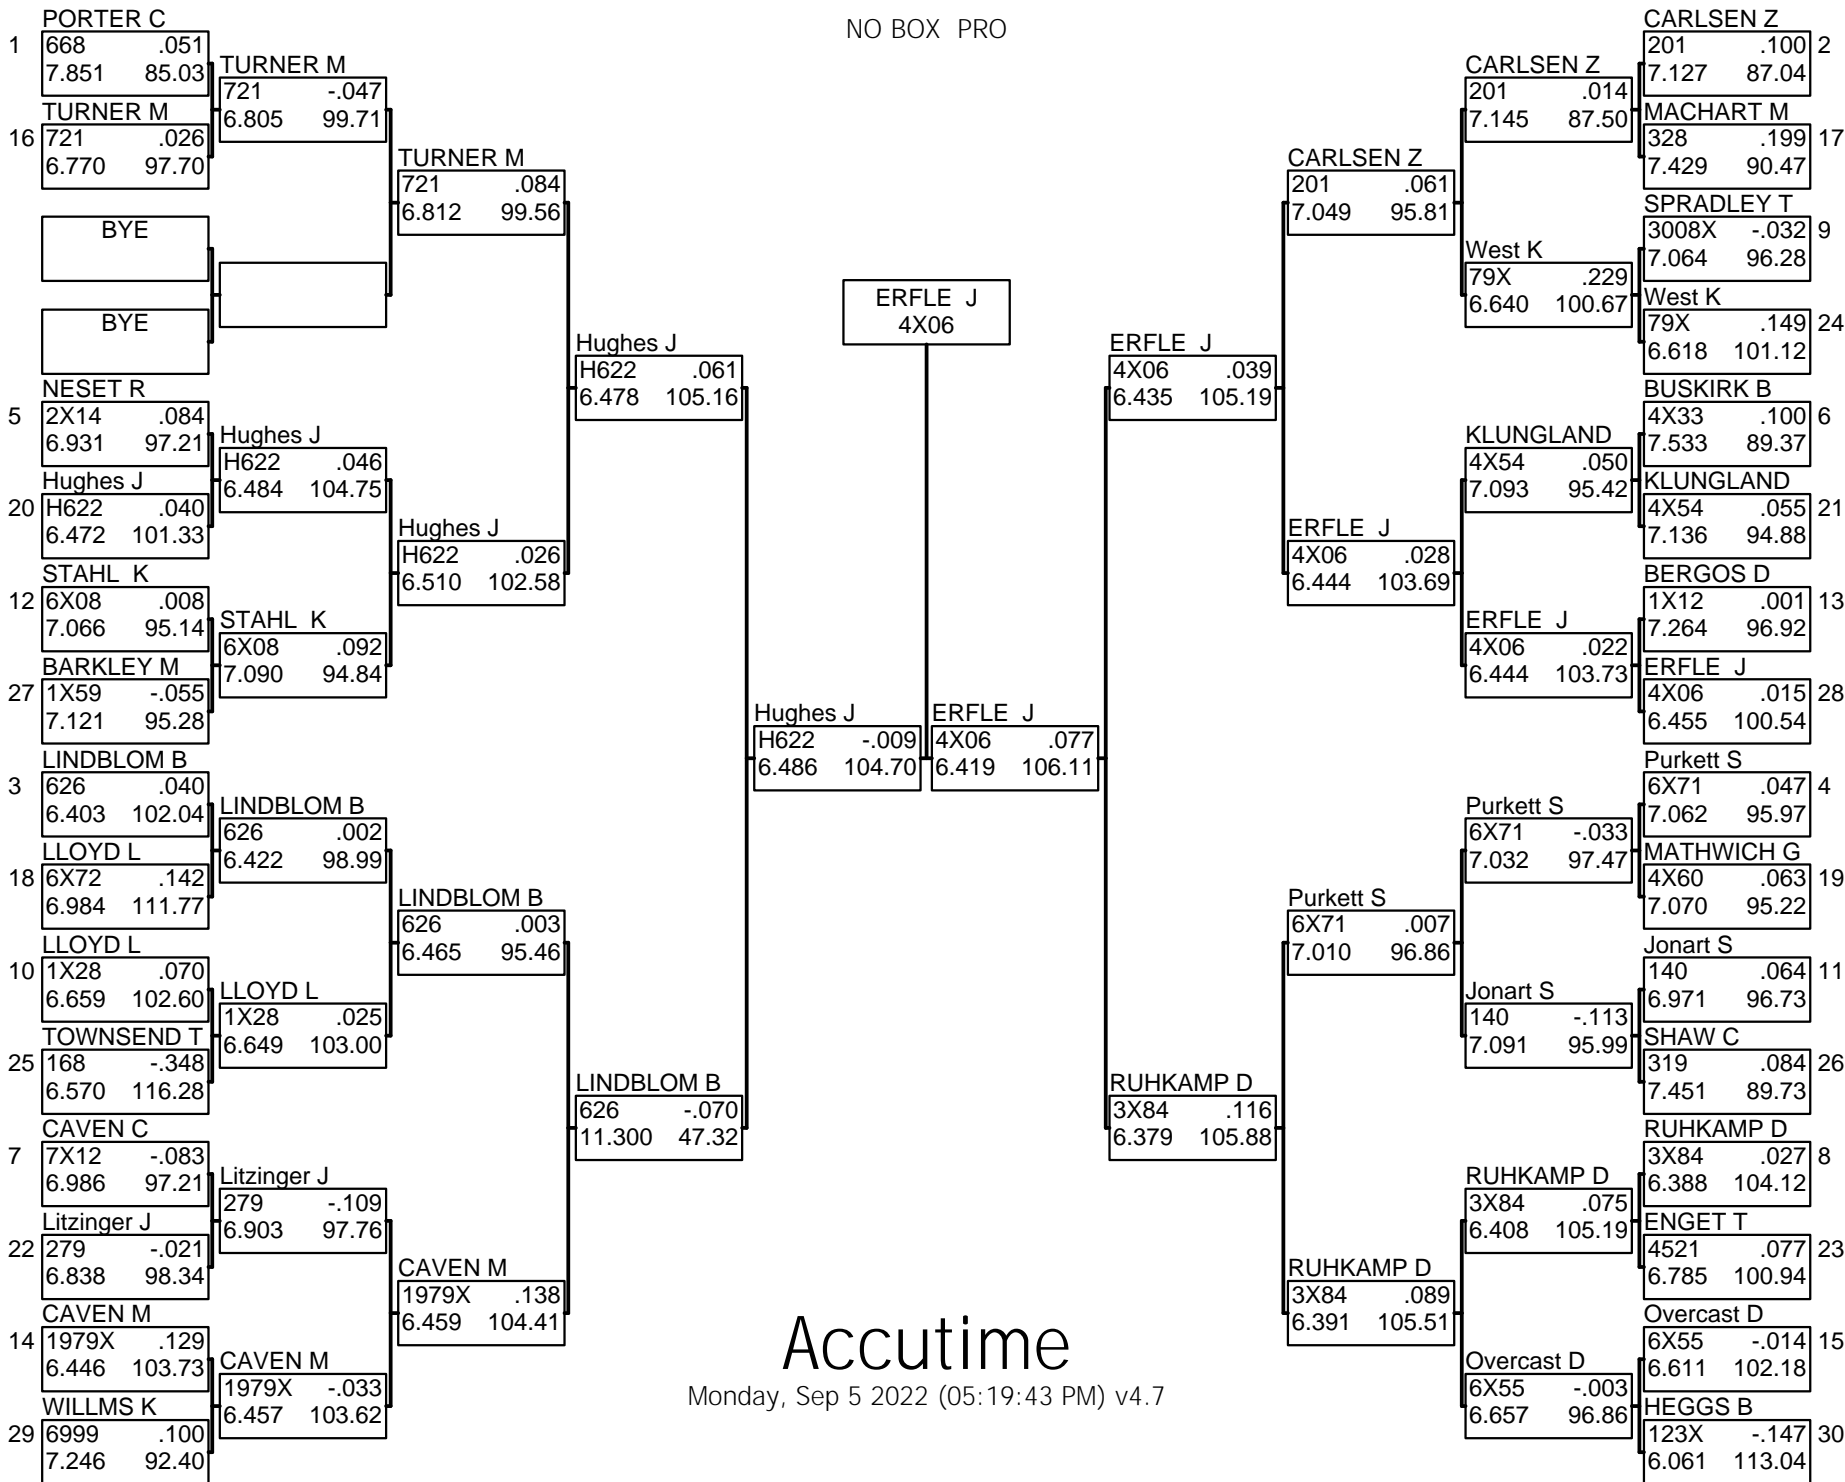 NO BOX PRO
PORTER C
1 668 .051
7.851 85.03
TURNER M
16 721 .026
6.770 97.70
BYE
BYE
NESET R
5 2X14 .084
6.931 97.21
Hughes J
20 H622 .040
6.472 101.33
STAHL K
12 6X08 .008
7.066 95.14
BARKLEY M
27 1X59 -.055
7.121 95.28
LINDBLOM B
3 626 .040
6.403 102.04
LLOYD L
18 6X72 .142
6.984 111.77
LLOYD L
10 1X28 .070
6.659 102.60
TOWNSEND T
25 168 -.348
6.570 116.28
CAVEN C
7 7X12 -.083
6.986 97.21
Litzinger J
22 279 -.021
6.838 98.34
CAVEN M
14 1979X .129
6.446 103.73
WILLMS K
29 6999 .100
7.246 92.40
TURNER M
721 -.047
6.805 99.71
Hughes J
H622 .046
6.484 104.75
STAHL K
6X08 .092
7.090 94.84
LINDBLOM B
626 .002
6.422 98.99
LLOYD L
1X28 .025
6.649 103.00
Litzinger J
279 -.109
6.903 97.76
CAVEN M
1979X -.033
6.457 103.62
TURNER M
721 .084
6.812 99.56
Hughes J
H622 .026
6.510 102.58
LINDBLOM B
626 .003
6.465 95.46
CAVEN M
1979X .138
6.459 104.41
Hughes J
H622 .061
6.478 105.16
LINDBLOM B
626 -.070
11.300 47.32
Hughes J
H622 -.009
6.486 104.70
ERFLE J
4X06
ERFLE J
4X06 .077
6.419 106.11
ERFLE J
4X06 .039
6.435 105.19
RUHKAMP D
3X84 .116
6.379 105.88
CARLSEN Z
201 .061
7.049 95.81
ERFLE J
4X06 .028
6.444 103.69
Purkett S
6X71 .007
7.010 96.86
RUHKAMP D
3X84 .089
6.391 105.51
CARLSEN Z
201 .014
7.145 87.50
West K
79X .229
6.640 100.67
KLUNGLAND
4X54 .050
7.093 95.42
ERFLE J
4X06 .022
6.444 103.73
Purkett S
6X71 -.033
7.032 97.47
Jonart S
140 -.113
7.091 95.99
RUHKAMP D
3X84 .075
6.408 105.19
Overcast D
6X55 -.003
6.657 96.86
CARLSEN Z
201 .100 2
7.127 87.04
MACHART M
328 .199 17
7.429 90.47
SPRADLEY T
3008X -.032 9
7.064 96.28
West K
79X .149 24
6.618 101.12
BUSKIRK B
4X33 .100 6
7.533 89.37
KLUNGLAND
4X54 .055 21
7.136 94.88
BERGOS D
1X12 .001 13
7.264 96.92
ERFLE J
4X06 .015 28
6.455 100.54
Purkett S
6X71 .047 4
7.062 95.97
MATHWICH G
4X60 .063 19
7.070 95.22
Jonart S
140 .064 11
6.971 96.73
SHAW C
319 .084 26
7.451 89.73
RUHKAMP D
3X84 .027 8
6.388 104.12
ENGET T
4521 .077 23
6.785 100.94
Overcast D
6X55 -.014 15
6.611 102.18
HEGGS B
123X -.147 30
6.061 113.04
Accutime
Monday, Sep 5 2022 (05:19:43 PM) v4.7